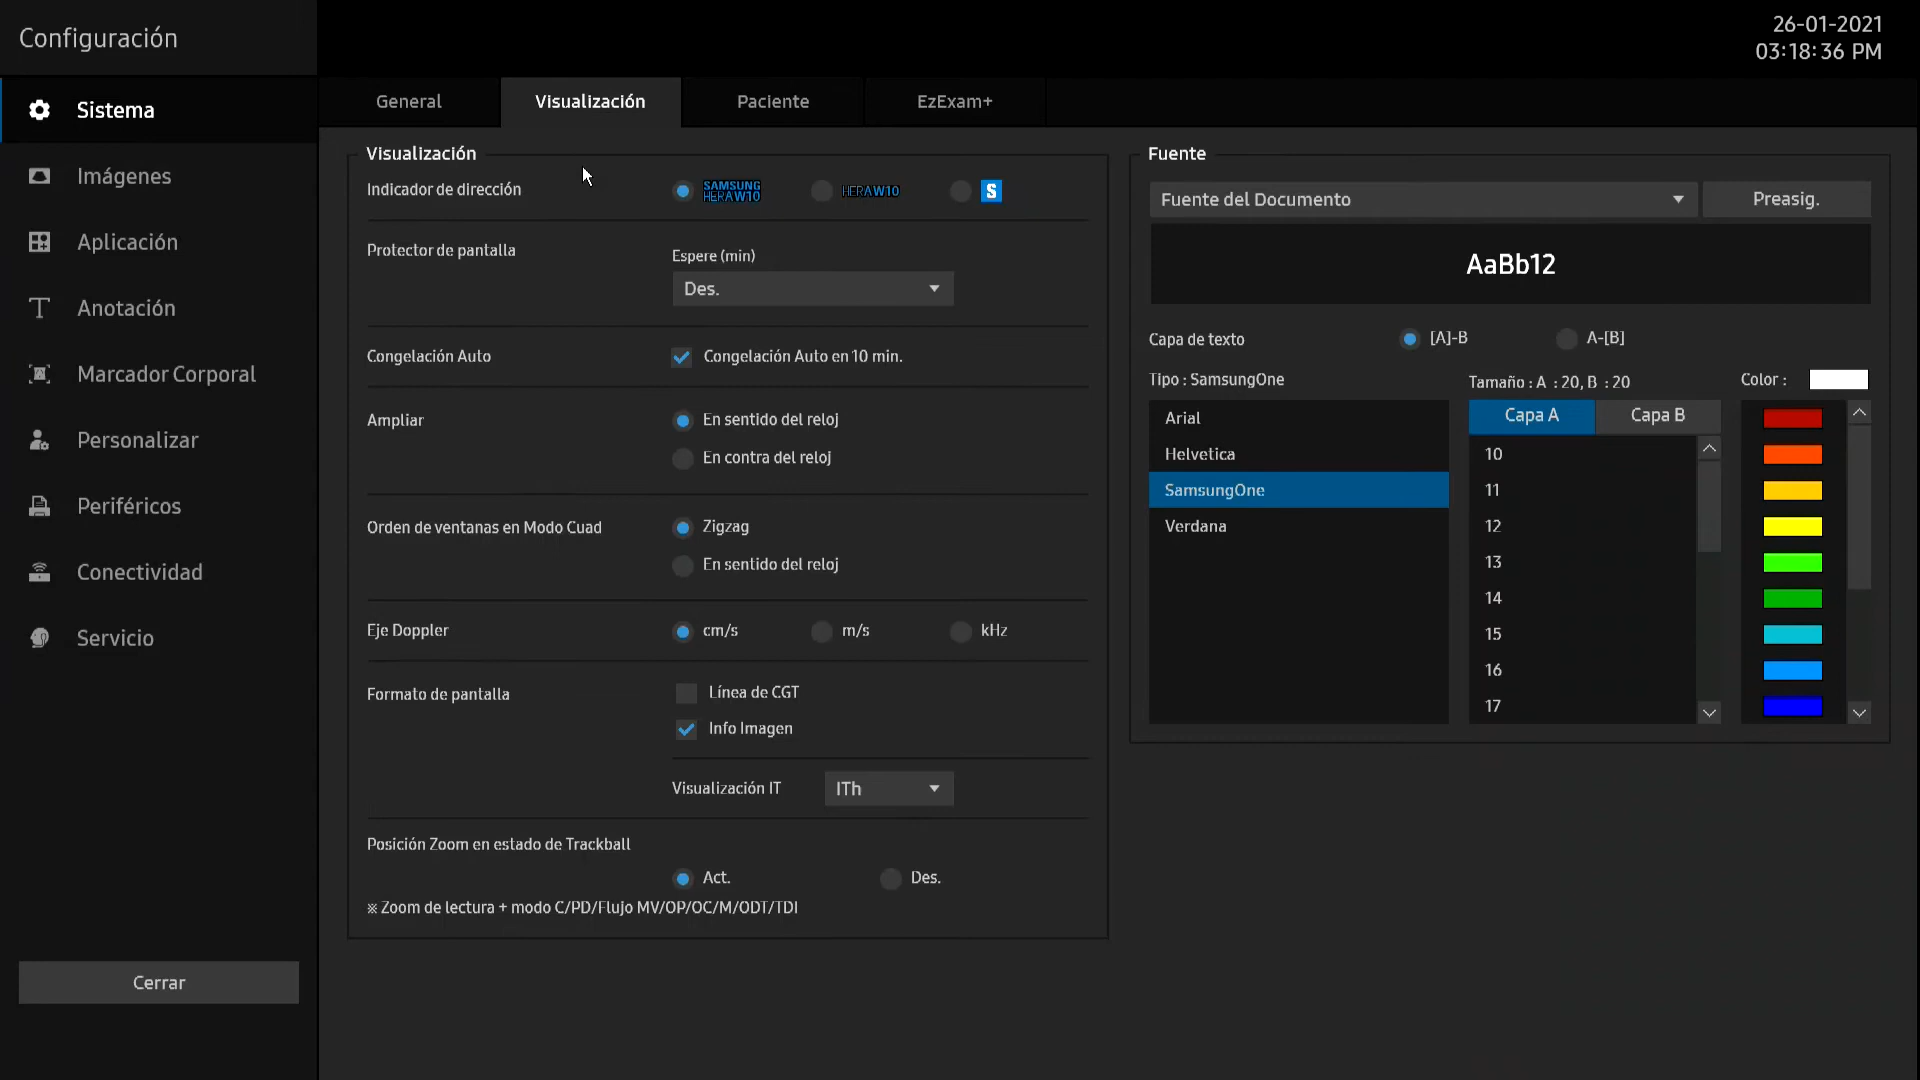 Configuración
26-01-2021
03:18:36 PM
Sistema
Imágenes
Aplicación
Anotación
Marcador Corporal
Personalizar
Periféricos
Conectividad
Servicio
Cerrar
General
Visualización
Paciente
EzExam+
Visualización
Indicador de dirección
SAMSUNG
HERAW10
HERAW10
S
Protector de pantalla
Espere (min)
Des.
Congelación Auto
Congelación Auto en 10 min.
Ampliar
En sentido del reloj
En contra del reloj
Orden de ventanas en Modo Cuad
Zigzag
En sentido del reloj
Eje Doppler
cm/s
m/s
kHz
Formato de pantalla
Línea de CGT
Info Imagen
Visualización IT
ITh
Posición Zoom en estado de Trackball
Act.
Des.
※ Zoom de lectura + modo C/PD/Flujo MV/OP/OC/M/ODT/TDI
Fuente
Fuente del Documento
Preasig.
AaBb12
Capa de texto
[A]-B
A-[B]
Tipo : SamsungOne
Tamaño : A : 20, B : 20
Color :
Arial
Helvetica
SamsungOne
Verdana
Capa A
Capa B
10
11
12
13
14
15
16
17